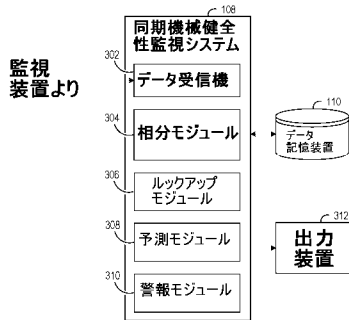 108
同期機械健全
性監視システム
監視
装置より
302
データ受信機
304
相分モジュール
110
データ
記憶装置
306
ルックアップ
モジュール
308
予測モジュール
312
出力
装置
310
警報モジュール